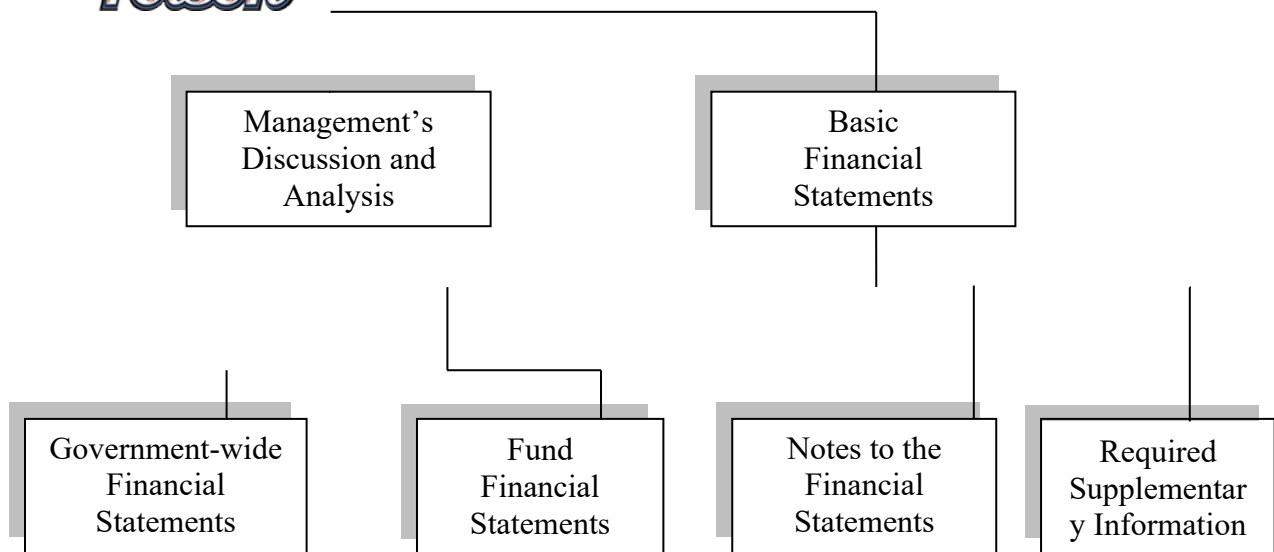 Management’s
Discussion and
Analysis
Basic
Financial
Statements
Government-wide
Financial
Statements
Fund
Financial
Statements
Notes to the
Financial
Statements
Required
Supplementar
y Information